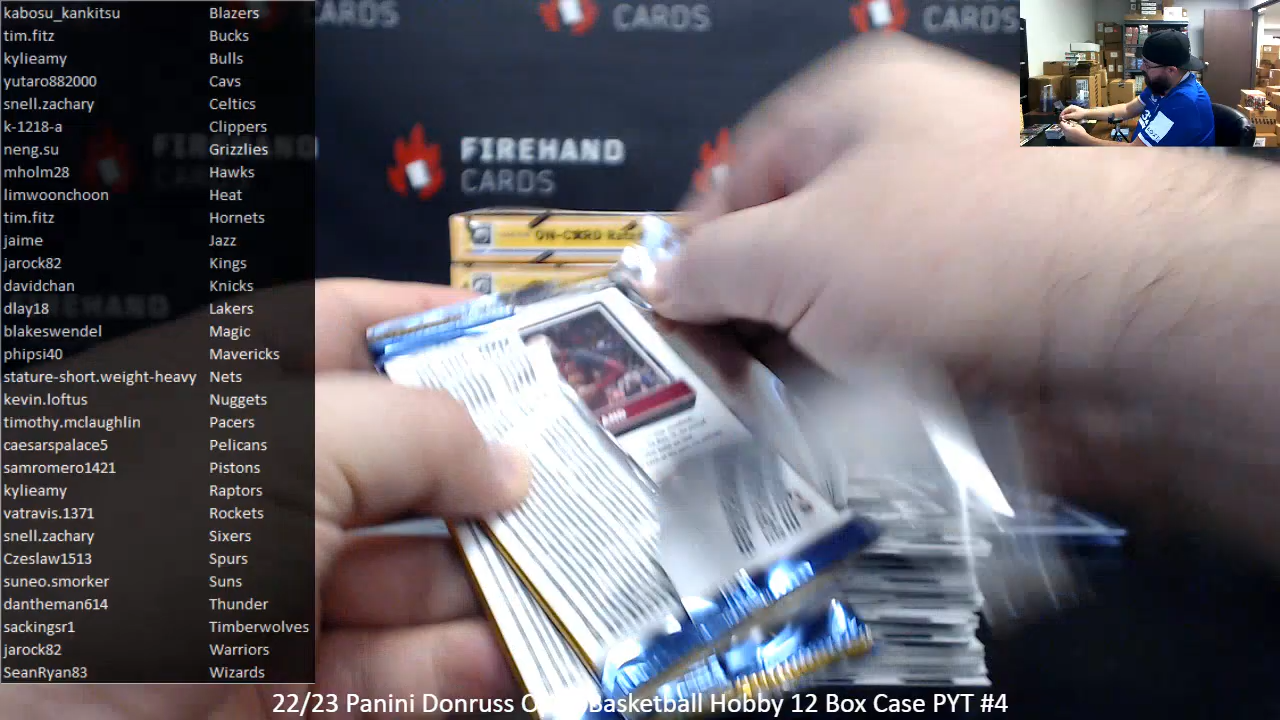 kabosu_kankitsu Blazers
tim.fitz Bucks
kylieamy Bulls
yutaro882000 Cavs
snell.zachary Celtics
k-1218-a Clippers
neng.su Grizzlies
mholm28 Hawks
limwoonchoon Heat
tim.fitz Hornets
jaime Jazz
jarock82 Kings
davidchan Knicks
dlay18 Lakers
blakeswendel Magic
phipsi40 Mavericks
stature-short.weight-heavy Nets
kevin.loftus Nuggets
timothy.mclaughlin Pacers
caesarspalace5 Pelicans
samromero1421 Pistons
kylieamy Raptors
vatravis.1371 Rockets
snell.zachary Sixers
Czeslaw1513 Spurs
suneo.smorker Suns
dantheman614 Thunder
sackingsr1 Timberwolves
jarock82 Warriors
SeanRyan83 Wizards
CARDS
CARDS
CARDS
FIREHAND
CARDS
ON-CARD
22/23 Panini Donruss Basketball Hobby 12 Box Case PYT #4